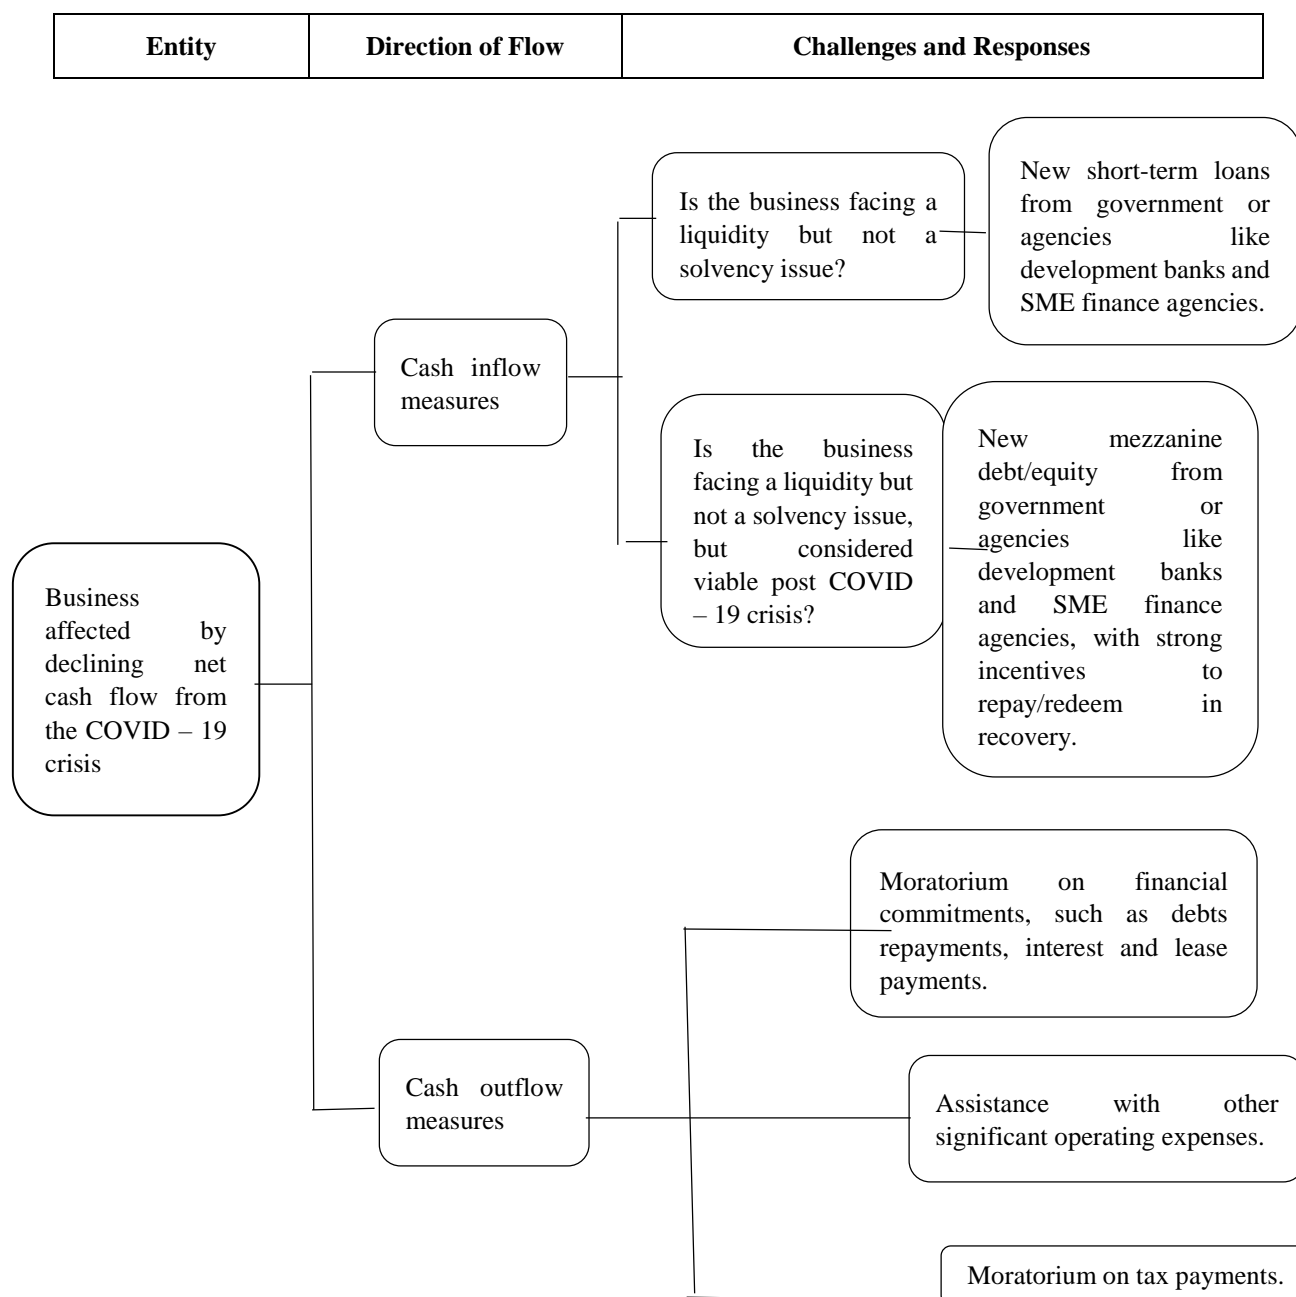 Entity
Direction of Flow
Challenges and Responses
New short-term loans
from government or
agencies like
development banks and
SME finance agencies.
Is the business facing a
liquidity but not a
solvency issue?
Cash inflow
measures
Is the business
facing a liquidity but
not a solvency issue,
but considered
viable post COVID
– 19 crisis?
New mezzanine
debt/equity from
government or
agencies like
development banks
and SME finance
agencies, with strong
incentives to
repay/redeem in
recovery.
Business
affected by
declining net
cash flow from
the COVID – 19
crisis
Moratorium on financial
commitments, such as debts
repayments, interest and lease
payments.
Cash outflow
measures
Assistance with other
significant operating expenses.
Moratorium on tax payments.